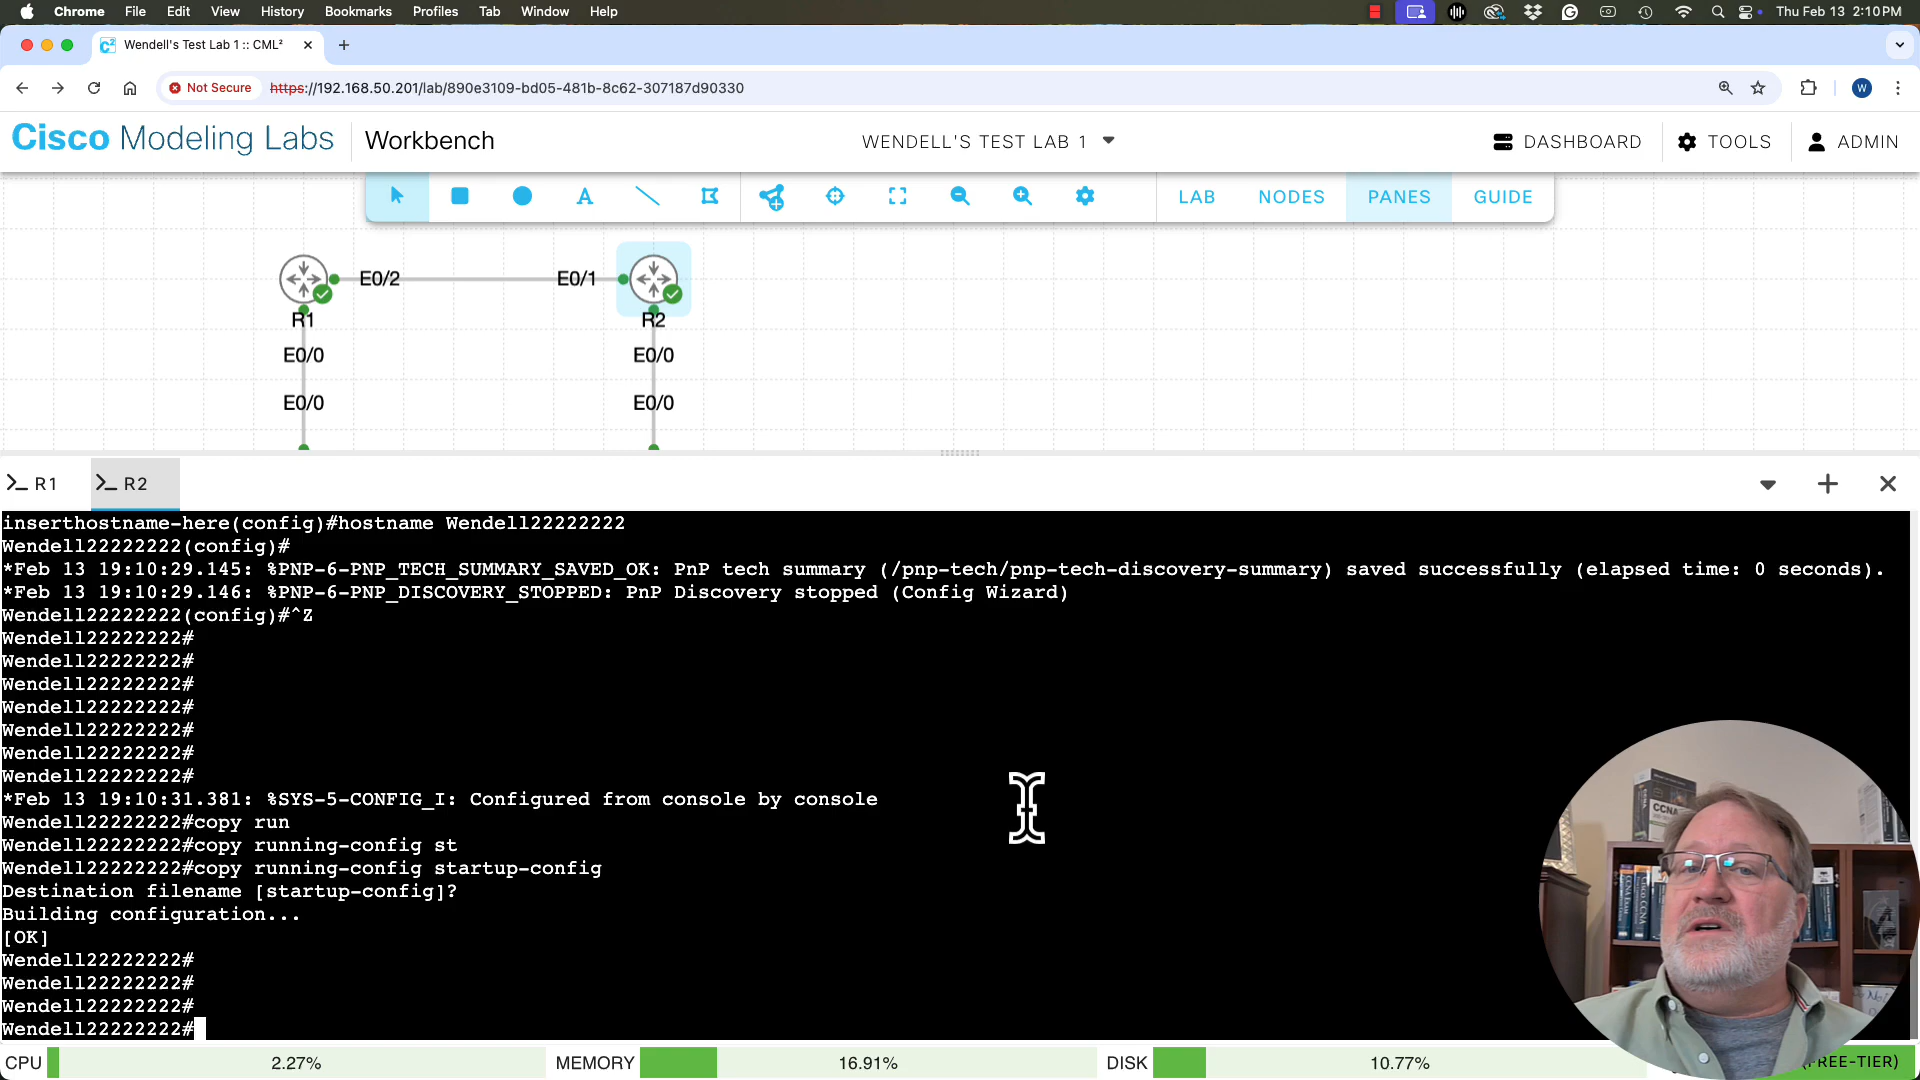 Chrome File Edit View History Bookmarks Profiles Tab Window Help Thu Feb 13 2:10 PM
Wendell's Test Lab 1 :: CML²
Not Secure https://192.168.50.201/lab/890e3109-bd05-481b-8c62-307187d90330 W
Cisco Modeling Labs Workbench WENDELL'S TEST LAB 1 DASHBOARD TOOLS ADMIN
A LAB NODES PANES GUIDE
E0/2 E0/1
R1 R2
E0/0 E0/0
E0/0 E0/0
R1 R2
inserthostname-here(config)#hostname Wendell22222222
Wendell22222222(config)#
*Feb 13 19:10:29.145: %PNP-6-PNP_TECH_SUMMARY_SAVED_OK: PnP tech summary (/pnp-tech/pnp-tech-discovery-summary) saved successfully (elapsed time: 0 seconds).
*Feb 13 19:10:29.146: %PNP-6-PNP_DISCOVERY_STOPPED: PnP Discovery stopped (Config Wizard)
Wendell22222222(config)#^Z
Wendell22222222#
Wendell22222222#
Wendell22222222#
Wendell22222222#
Wendell22222222#
Wendell22222222#
Wendell22222222#
*Feb 13 19:10:31.381: %SYS-5-CONFIG_I: Configured from console by console
Wendell22222222#copy run
Wendell22222222#copy running-config st
Wendell22222222#copy running-config startup-config
Destination filename [startup-config]?
Building configuration...
[OK]
Wendell22222222#
Wendell22222222#
Wendell22222222#
Wendell22222222#
CCNA
CPU 2.27% MEMORY 16.91% DISK 10.77% (FREE-TIER)